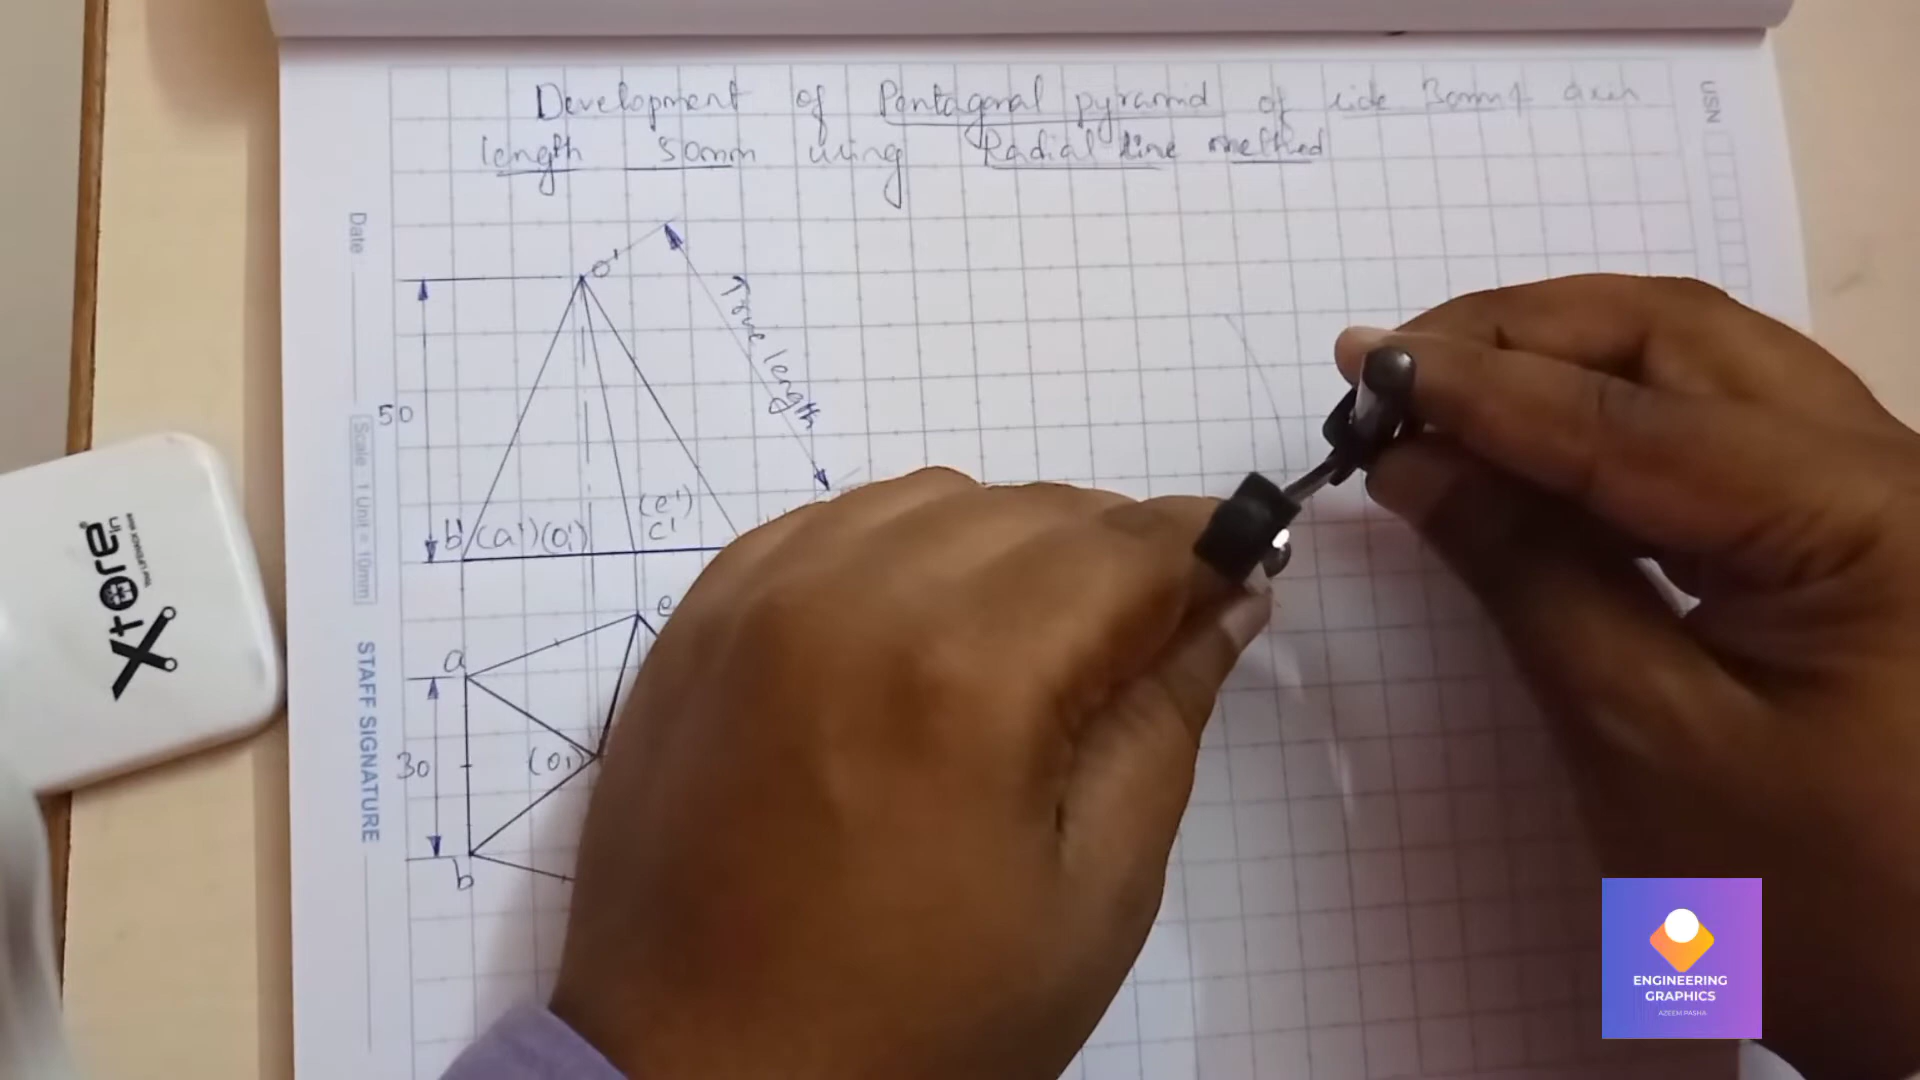 Development of Pentagonal pyramid of side 30mm & axis
length 50mm using Radial line method
USN
Date
Scale 1 Unit = 10mm
STAFF SIGNATURE
o'
True length
50
b' (a') (o₁')
(e')
c'
e
a
30
(o₁)
b
Xtore
in
ENGINEERING
GRAPHICS
AZEEM PASHA